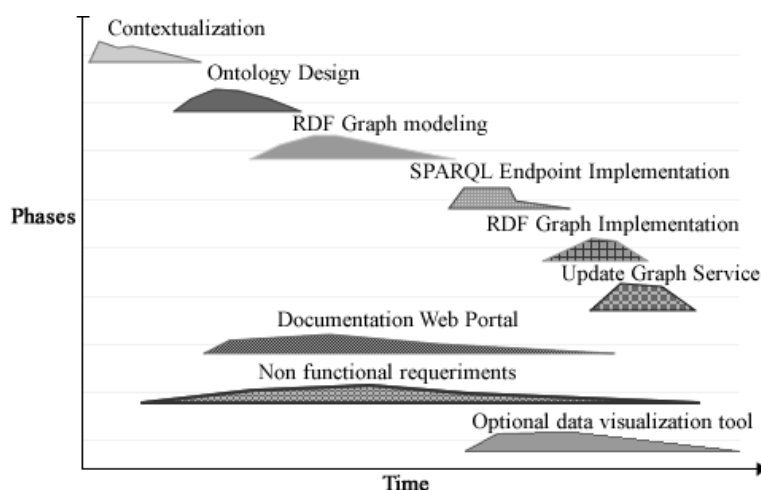 Contextualization
Ontology Design
RDF Graph modeling
SPARQL Endpoint Implementation
Phases
RDF Graph Implementation
Update Graph Service
Documentation Web Portal
Non functional requeriments
Optional data visualization tool
Time